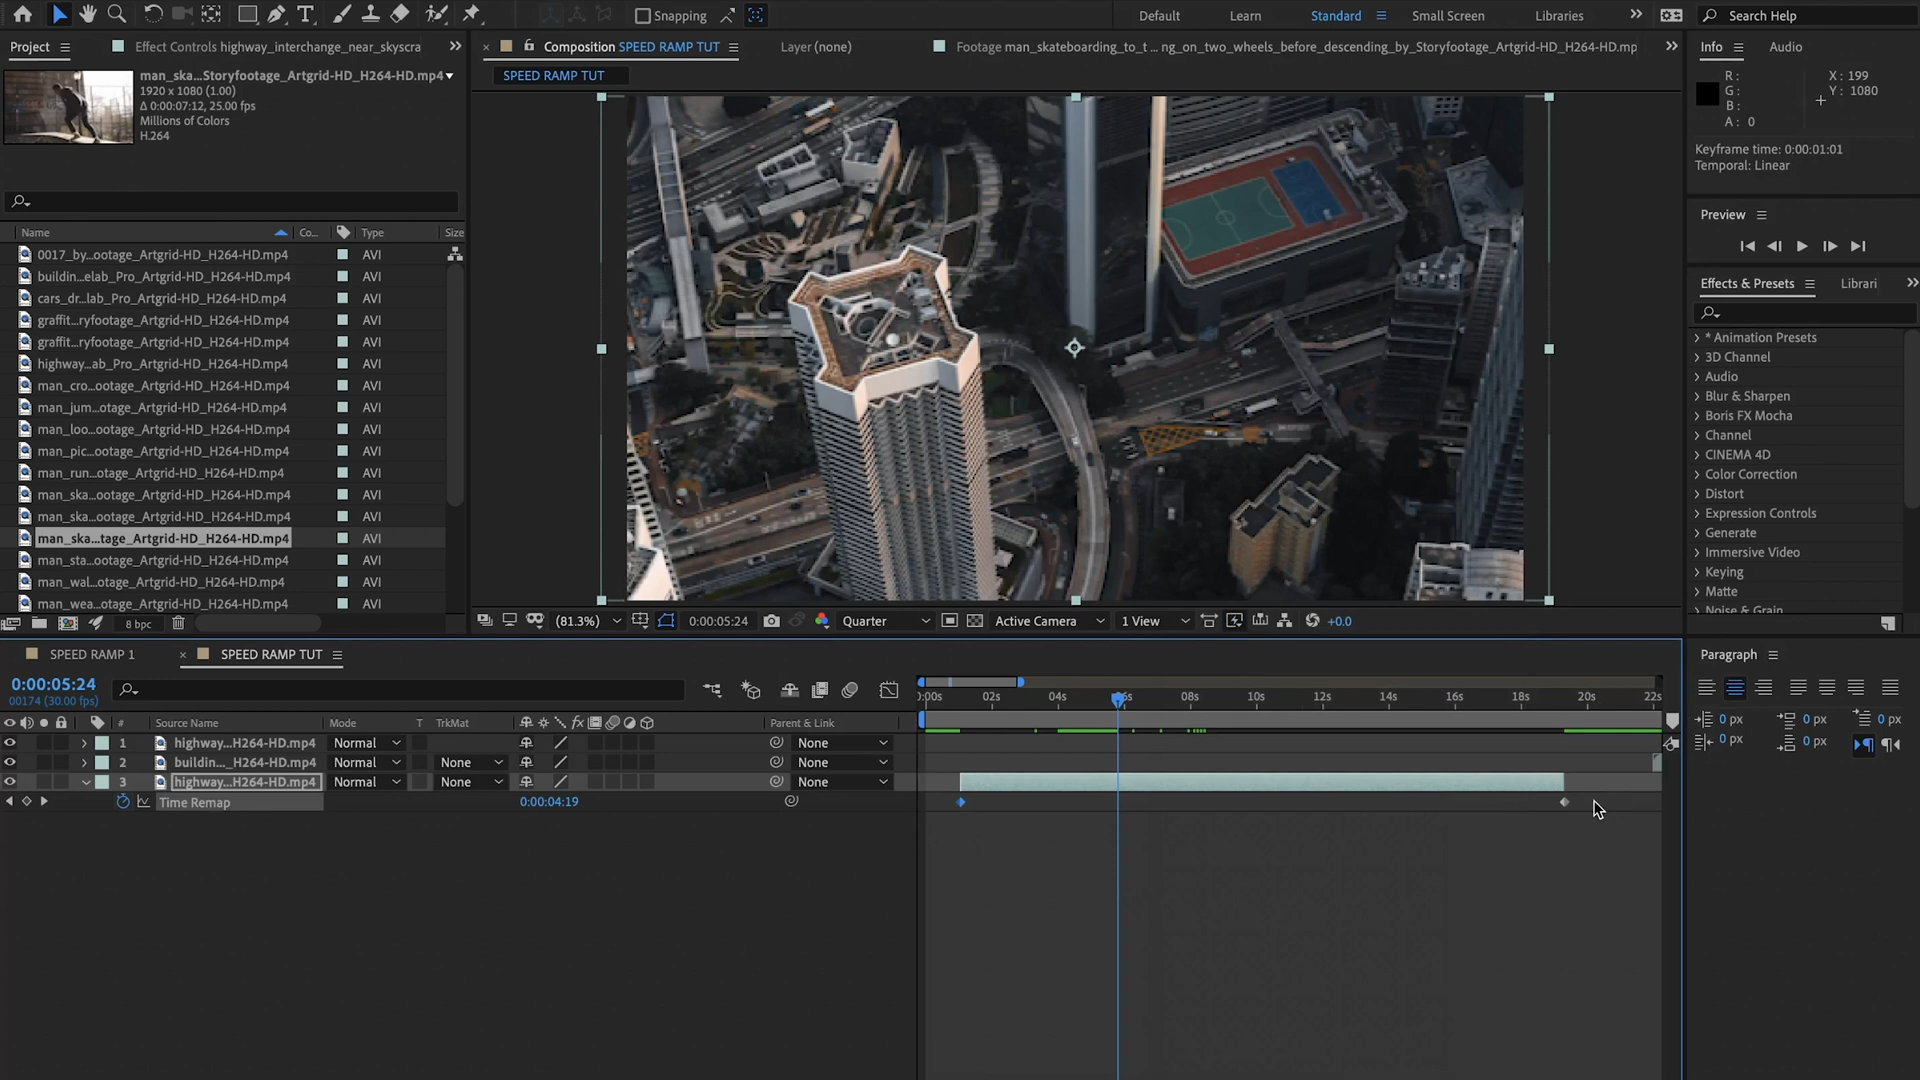 Snapping
Default
Learn
Standard
Small Screen
Libraries
Search Help
Project
Effect Controls highway_interchange_near_skyscra
Composition SPEED RAMP TUT
Layer (none)
Footage man_skateboarding_to_t ... ng_on_two_wheels_before_descending_by_Storyfootage_Artgrid-HD_H264-HD.mp
Info
Audio
SPEED RAMP TUT
man_ska...Storyfootage_Artgrid-HD_H264-HD.mp4
1920 x 1080 (1.00)
Δ 0:00:07:12, 25.00 fps
Millions of Colors
H.264
R :
G :
B :
A : 0
X : 199
Y : 1080
Keyframe time: 0:00:01:01
Temporal: Linear
Preview
Name
Co...
Type
Size
0017_by...ootage_Artgrid-HD_H264-HD.mp4 AVI
buildin...elab_Pro_Artgrid-HD_H264-HD.mp4 AVI
cars_dr...lab_Pro_Artgrid-HD_H264-HD.mp4 AVI
graffit...ryfootage_Artgrid-HD_H264-HD.mp4 AVI
graffit...ryfootage_Artgrid-HD_H264-HD.mp4 AVI
highway...ab_Pro_Artgrid-HD_H264-HD.mp4 AVI
man_cro...ootage_Artgrid-HD_H264-HD.mp4 AVI
man_jum...ootage_Artgrid-HD_H264-HD.mp4 AVI
man_loo...ootage_Artgrid-HD_H264-HD.mp4 AVI
man_pic...ootage_Artgrid-HD_H264-HD.mp4 AVI
man_run...otage_Artgrid-HD_H264-HD.mp4 AVI
man_ska...ootage_Artgrid-HD_H264-HD.mp4 AVI
man_ska...ootage_Artgrid-HD_H264-HD.mp4 AVI
man_ska...tage_Artgrid-HD_H264-HD.mp4 AVI
man_sta...ootage_Artgrid-HD_H264-HD.mp4 AVI
man_wal...otage_Artgrid-HD_H264-HD.mp4 AVI
man_wea...otage_Artgrid-HD_H264-HD.mp4 AVI
8 bpc
Effects & Presets
Librari
* Animation Presets
3D Channel
Audio
Blur & Sharpen
Boris FX Mocha
Channel
CINEMA 4D
Color Correction
Distort
Expression Controls
Generate
Immersive Video
Keying
Matte
Noise & Grain
(81.3%)
0:00:05:24
Quarter
Active Camera
1 View
+0.0
SPEED RAMP 1
SPEED RAMP TUT
0:00:05:24
00174 (30.00 fps)
:00s 02s 04s 06s 08s 10s 12s 14s 16s 18s 20s 22s
# Source Name Mode T TrkMat Parent & Link
1 highway...H264-HD.mp4 Normal None
2 buildin..._H264-HD.mp4 Normal None None
3 highway...H264-HD.mp4 Normal None None
Time Remap 0:00:04:19
Paragraph
0 px 0 px 0 px
0 px 0 px